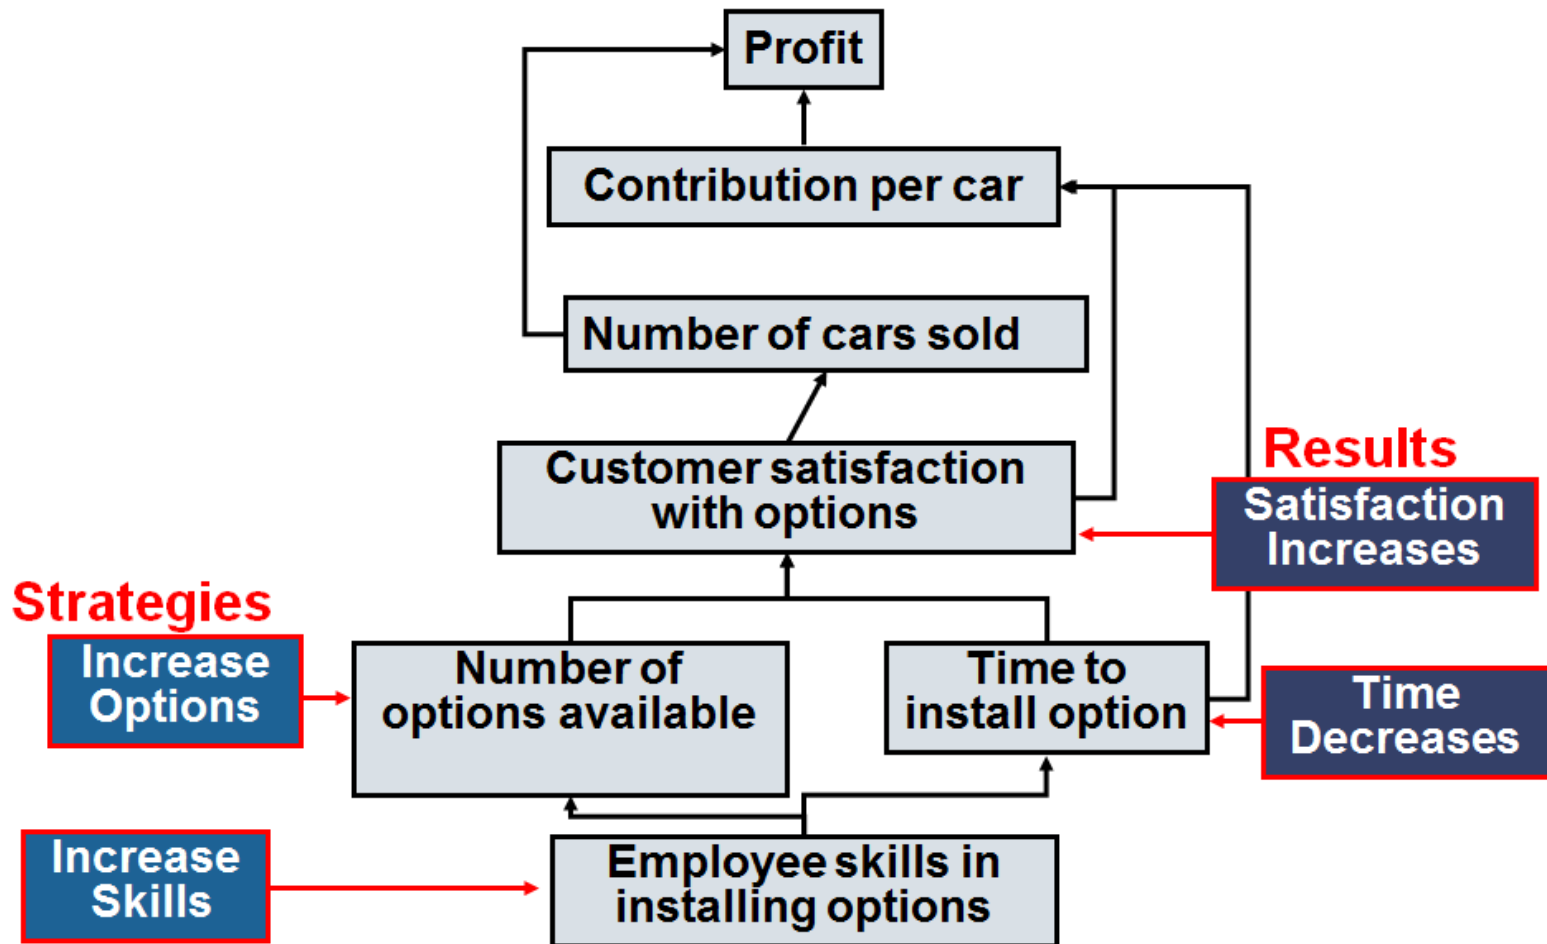 Profit
Contribution per car
Number of cars sold
Customer satisfaction
with options
Results
Satisfaction
Increases
Strategies
Increase
Options
Number of
options available
Time to
install option
Time
Decreases
Increase
Skills
Employee skills in
installing options